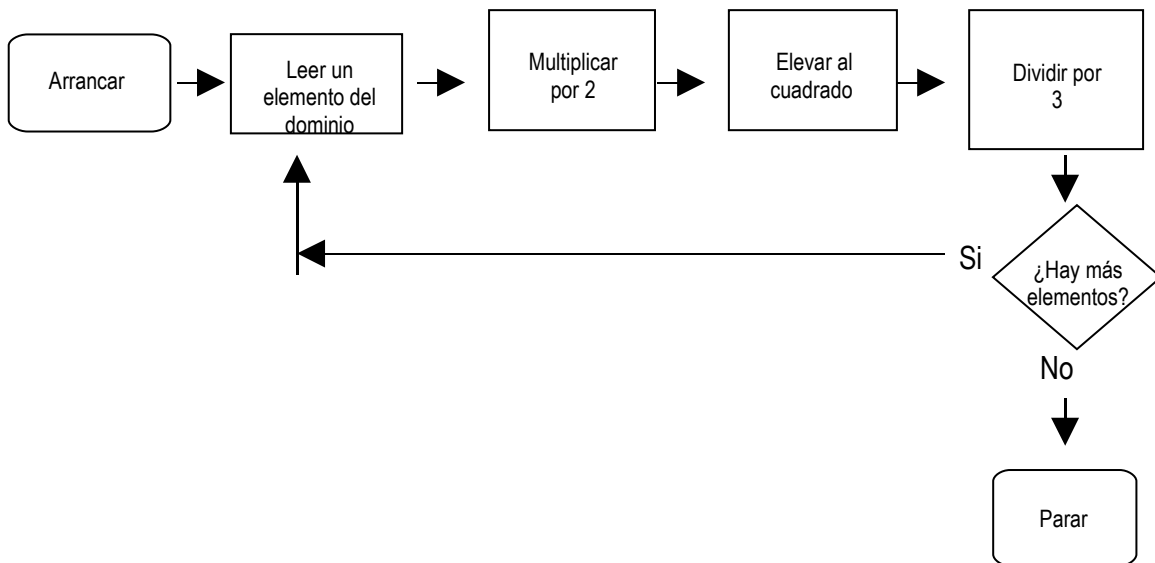 Arrancar
Leer un
elemento del
dominio
Multiplicar
por 2
Elevar al
cuadrado
Dividir por
3
Si
¿Hay más
elementos?
No
Parar